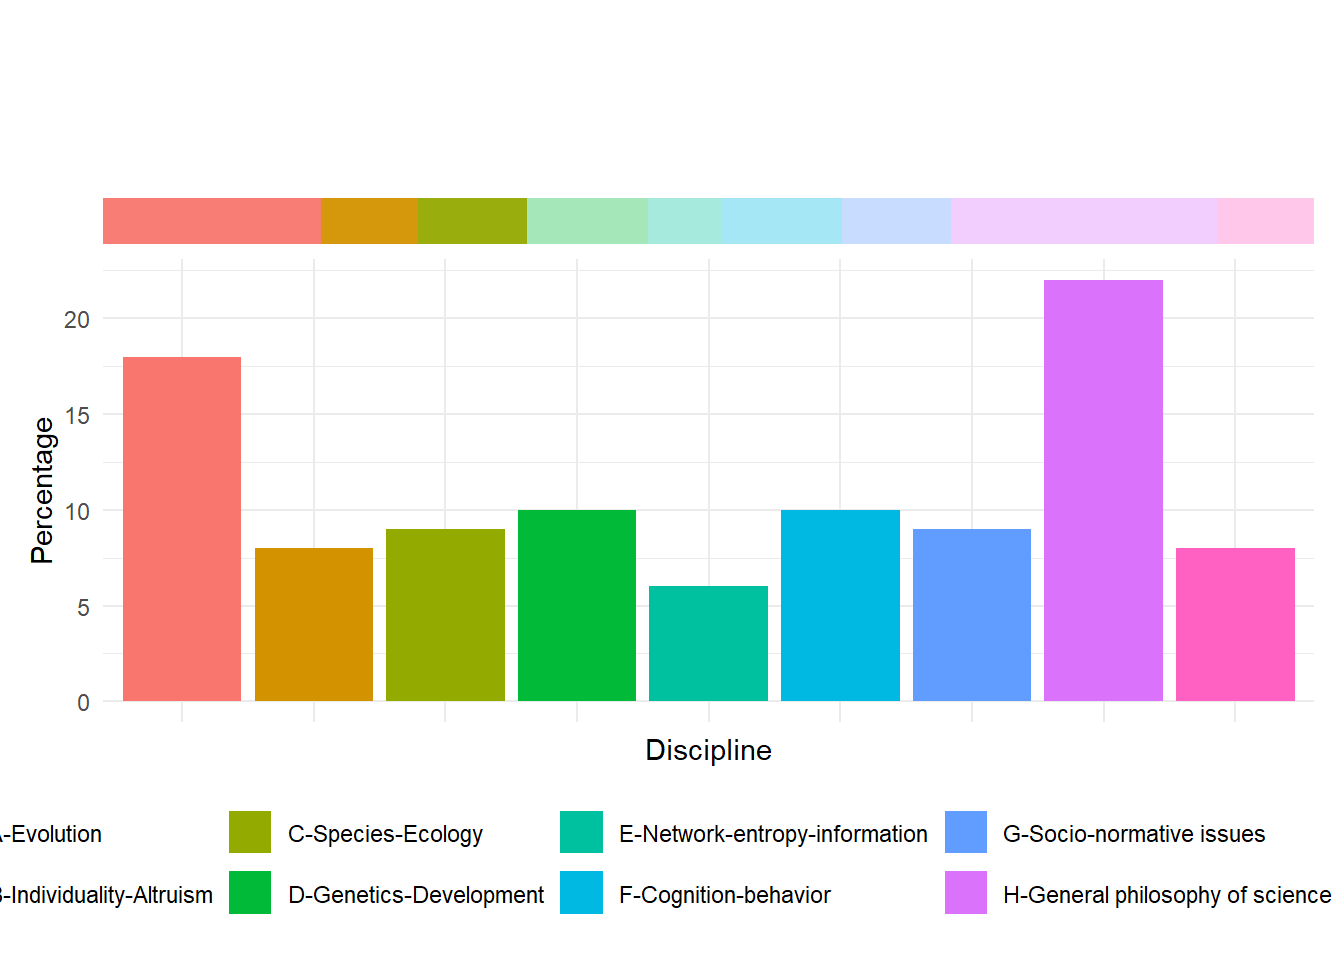 20
15
10
5
0
Percentage
Discipline
A-Evolution
C-Species-Ecology
E-Network-entropy-information
G-Socio-normative issues
B-Individuality-Altruism
D-Genetics-Development
F-Cognition-behavior
H-General philosophy of science